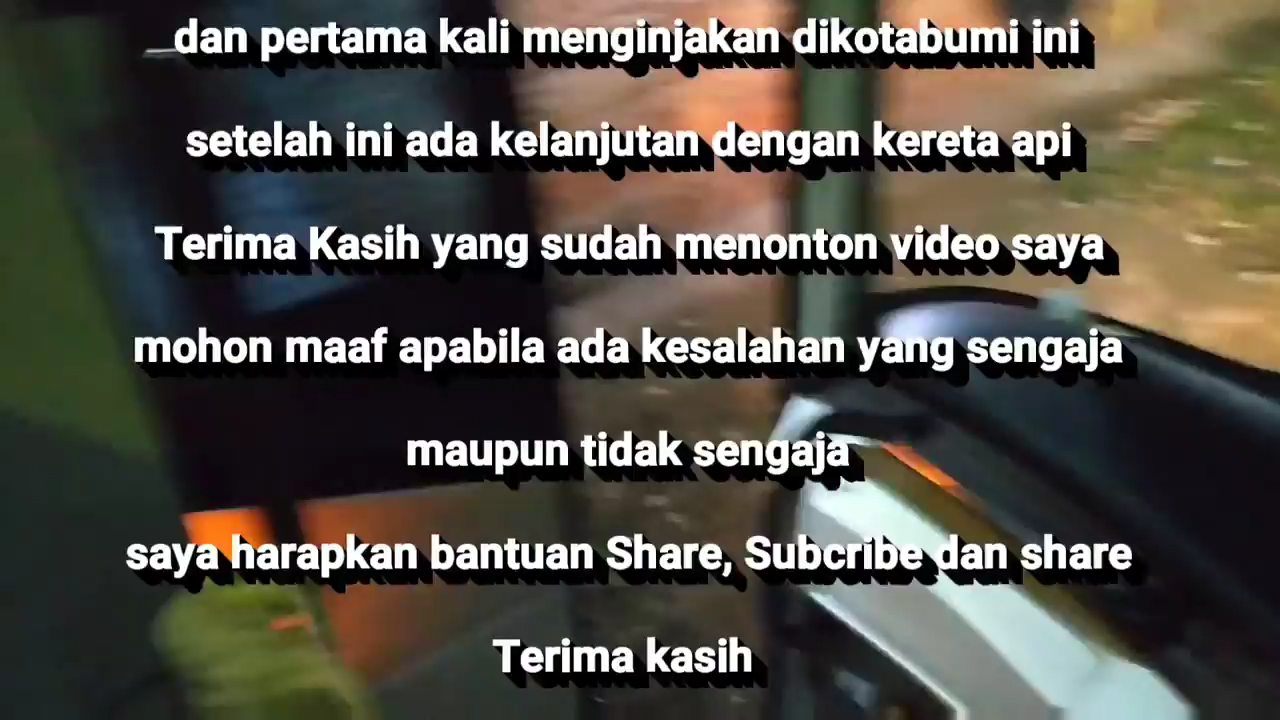 dan pertama kali menginjakan dikotabumi ini
setelah ini ada kelanjutan dengan kereta api
Terima Kasih yang sudah menonton video saya
mohon maaf apabila ada kesalahan yang sengaja
maupun tidak sengaja
saya harapkan bantuan Share, Subcribe dan share
Terima kasih